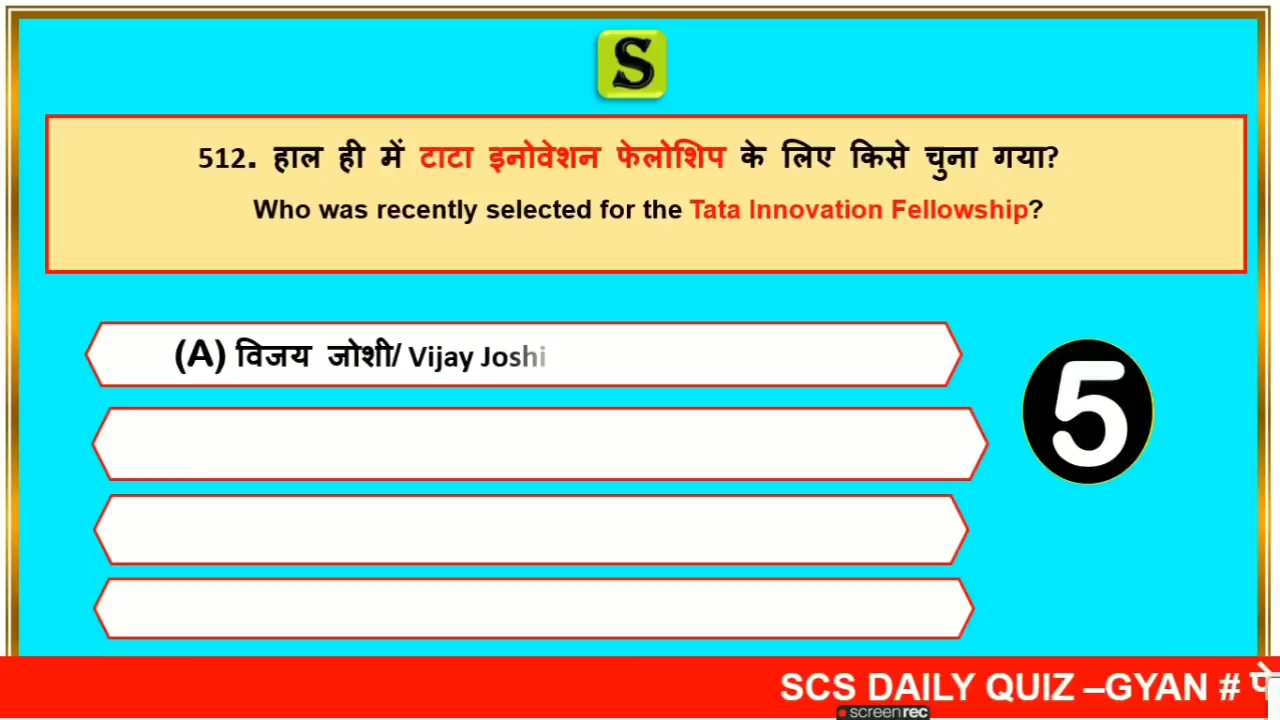 S
512. हाल ही में टाटा इनोवेशन फेलोशिप के लिए किसे चुना गया?
Who was recently selected for the Tata Innovation Fellowship?
(A) विजय जोशी/ Vijay Joshi
5
SCS DAILY QUIZ –GYAN # पे
screenrec